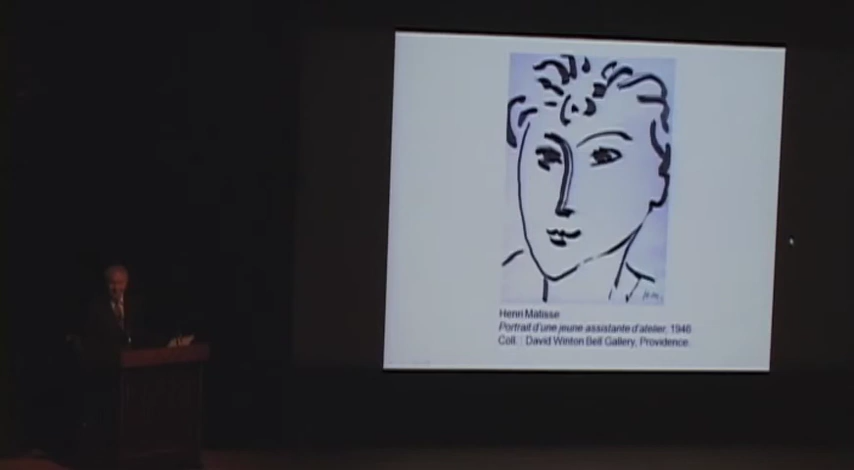 Henri Matisse
Portrait d'une jeune assistante d'atelier, 1946
Coll. : David Winton Bell Gallery, Providence.